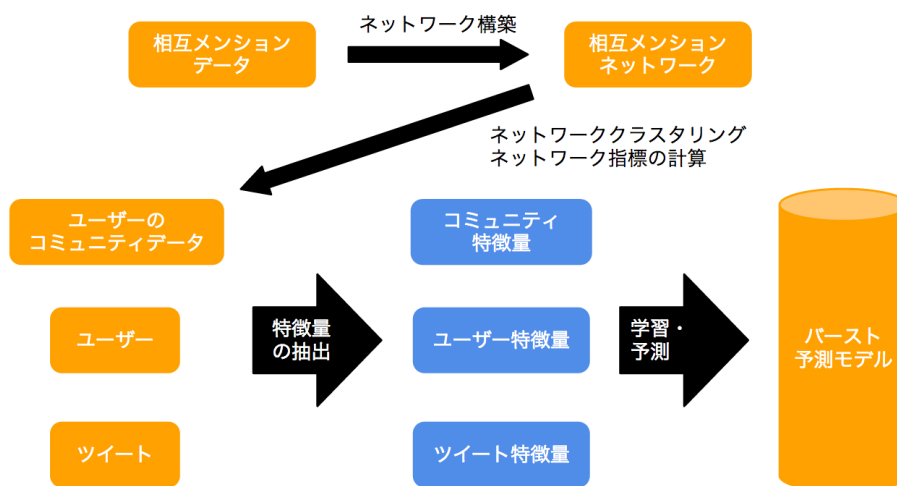 ネットワーク構築
相互メンション
データ
相互メンション
ネットワーク
ネットワーククラスタリング
ネットワーク指標の計算
ユーザーの
コミュニティデータ
コミュニティ
特徴量
ユーザー
特徴量
の抽出
ユーザー特徴量
学習・
予測
バースト
予測モデル
ツイート
ツイート特徴量